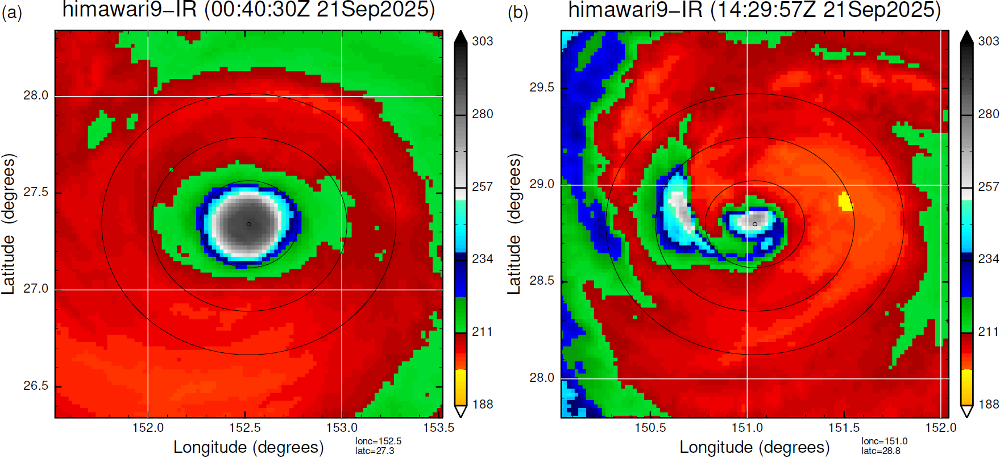 (a) himawari9−IR (00:40:30Z 21Sep2025)
28.0
27.5
27.0
26.5
Latitude (degrees)
152.0 152.5 153.0 153.5
Longitude (degrees)
lonc=152.5
latc=27.3
303
280
257
234
211
188
(b) himawari9−IR (14:29:57Z 21Sep2025)
29.5
29.0
28.5
28.0
Latitude (degrees)
150.5 151.0 151.5 152.0
Longitude (degrees)
lonc=151.0
latc=28.8
303
280
257
234
211
188